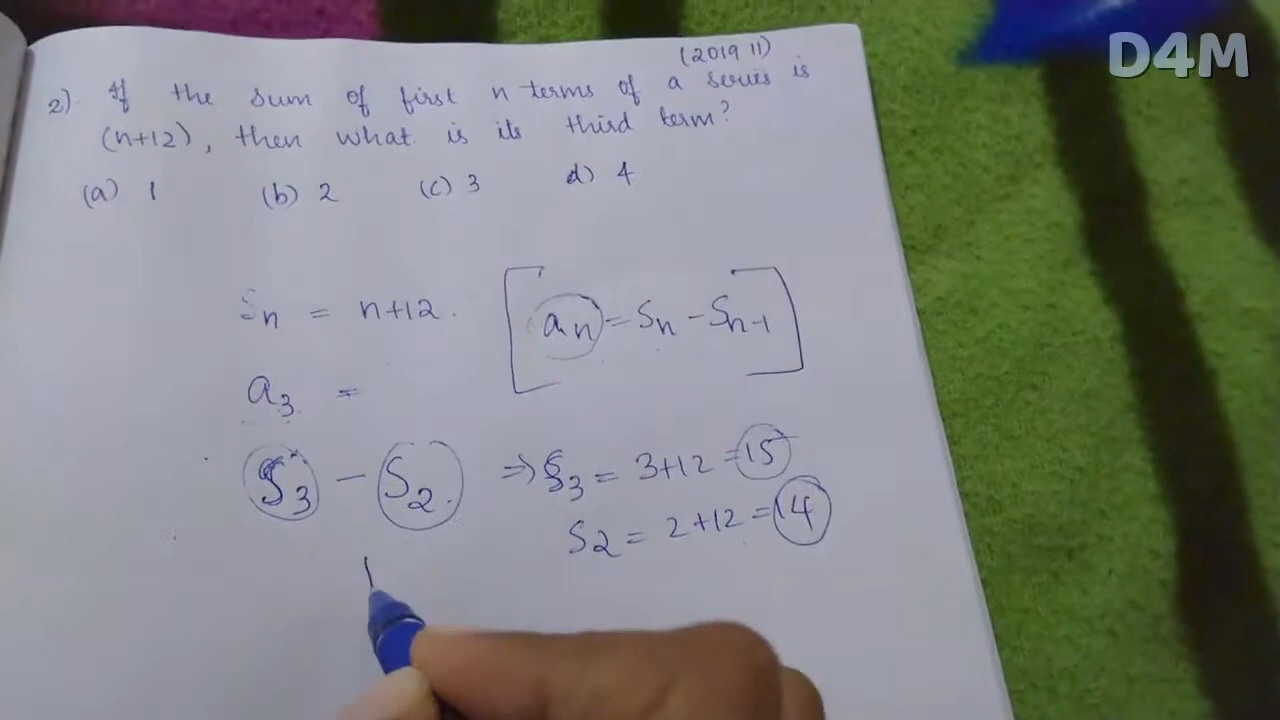 D4M
(2019 11)
2). If the sum of first n terms of a series is
(n+12), then what is its third term?
(a) 1 (b) 2 (c) 3 d) 4
Sn = n+12. [an = Sn - Sn-1]
a3 =
S3 - S2. ⇒ S3 = 3+12 = 15
S2 = 2+12 = 14
1